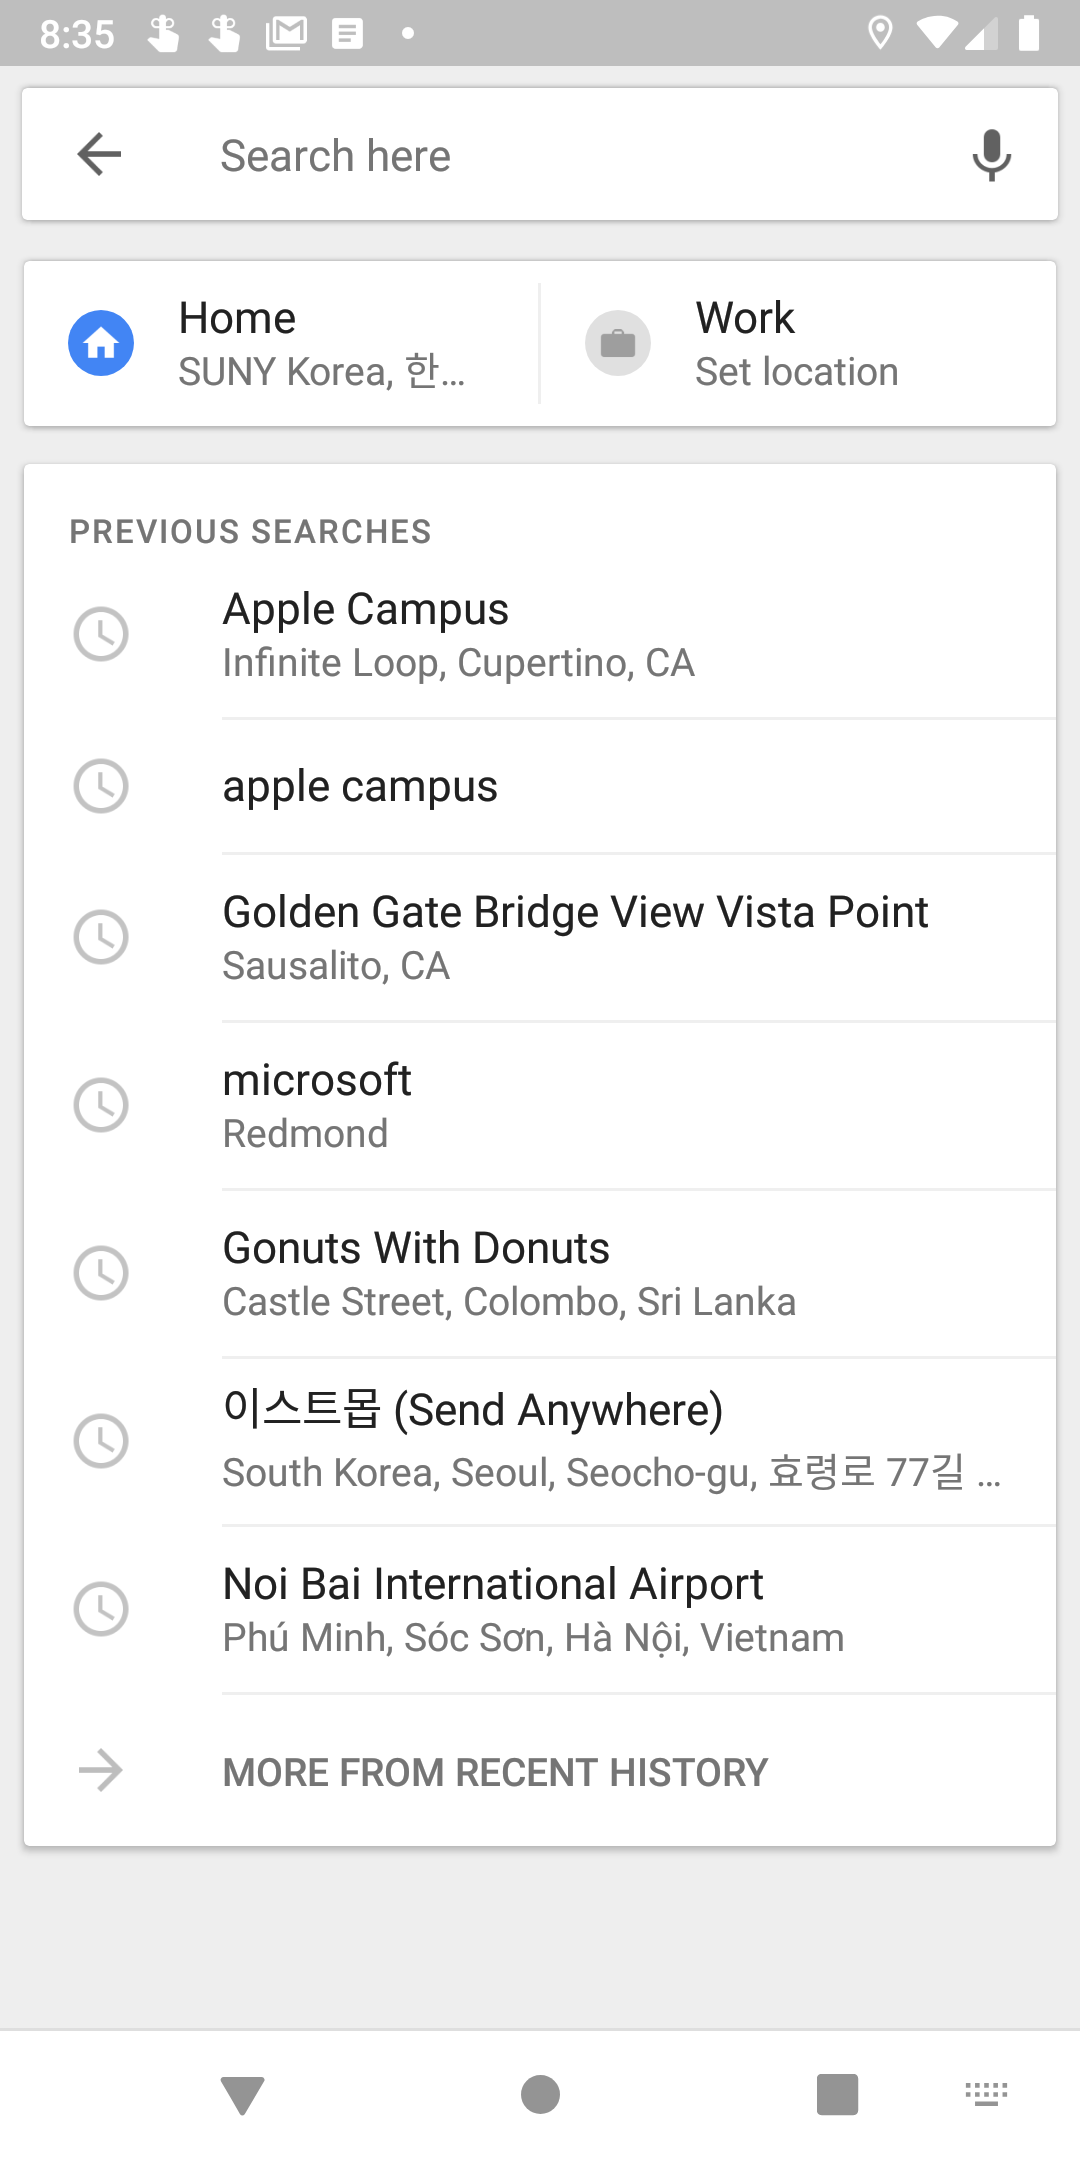 8:35
Search here
Home
SUNY Korea, 한...
Work
Set location
PREVIOUS SEARCHES
Apple Campus
Infinite Loop, Cupertino, CA
apple campus
Golden Gate Bridge View Vista Point
Sausalito, CA
microsoft
Redmond
Gonuts With Donuts
Castle Street, Colombo, Sri Lanka
이스트몹 (Send Anywhere)
South Korea, Seoul, Seocho-gu, 효령로 77길 ...
Noi Bai International Airport
Phú Minh, Sóc Sơn, Hà Nội, Vietnam
MORE FROM RECENT HISTORY